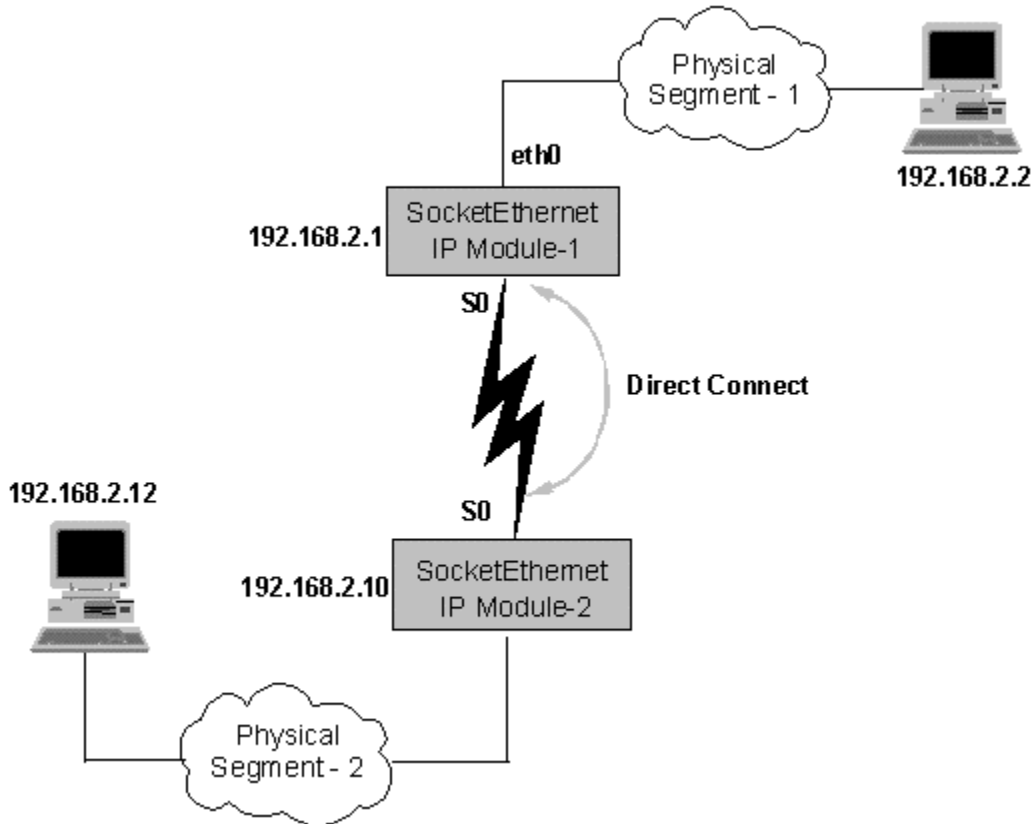 Physical
Segment - 1
eth0
192.168.2.2
SocketEthernet
IP Module-1
192.168.2.1
S0
Direct Connect
192.168.2.12
S0
SocketEthernet
IP Module-2
192.168.2.10
Physical
Segment - 2